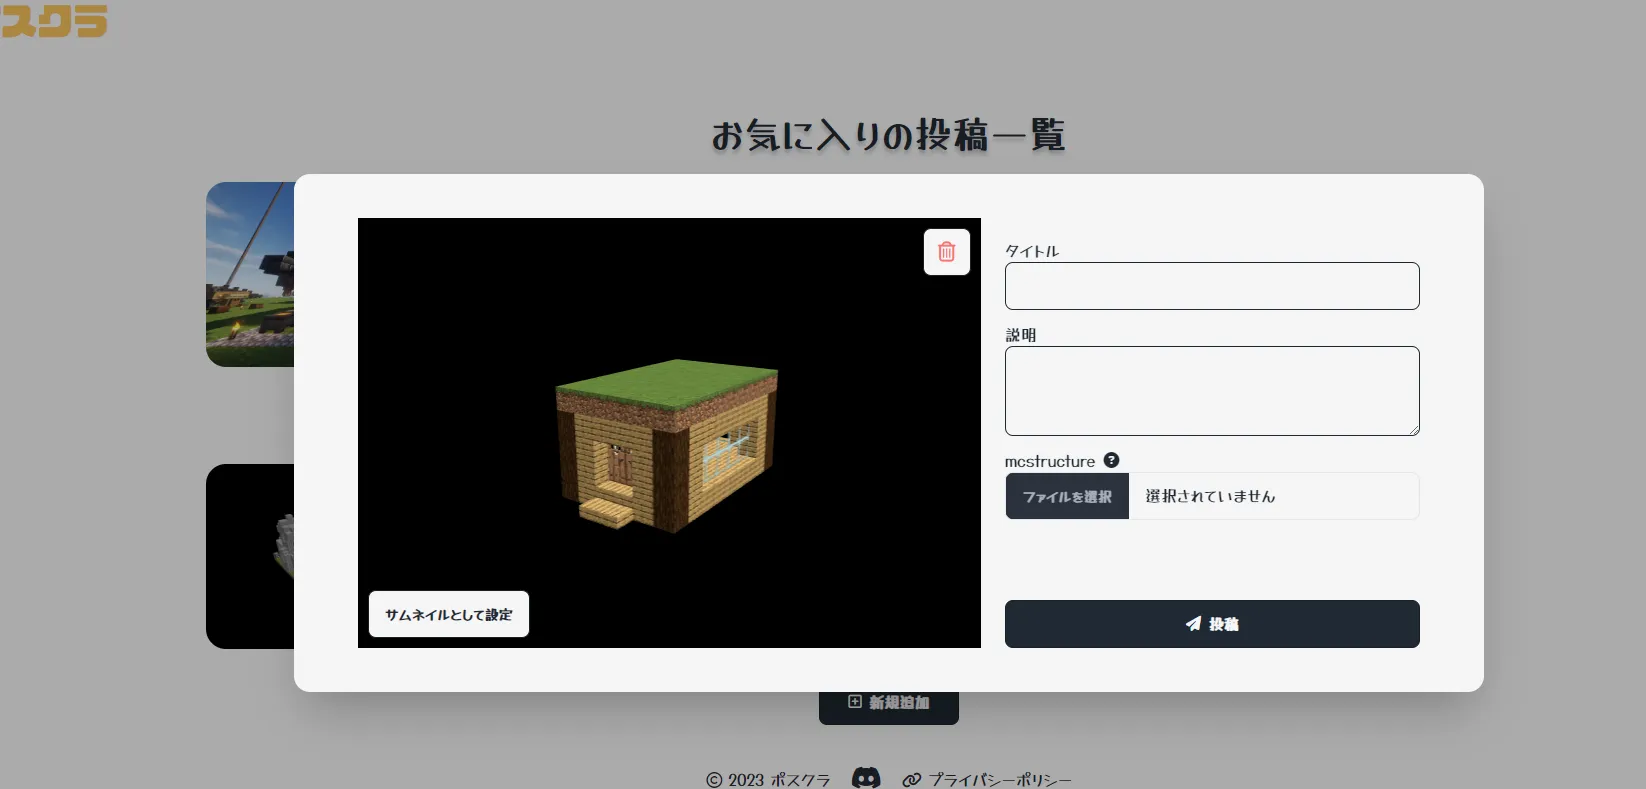 スクラ
お気に入りの投稿一覧
タイトル
説明
mcstructure ?
ファイルを選択 選択されていません
サムネイルとして設定
投稿
新規追加
© 2023 ポスクラ プライバシーポリシー